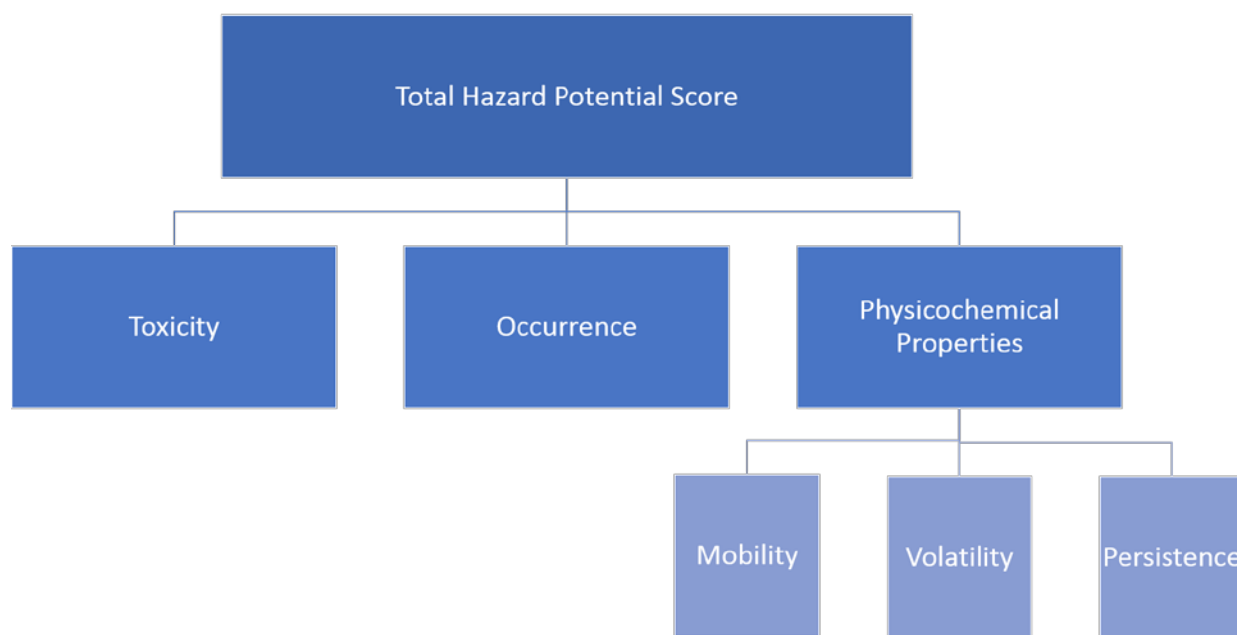 Total Hazard Potential Score
Toxicity
Occurrence
Physicochemical
Properties
Mobility
Volatility
Persistence